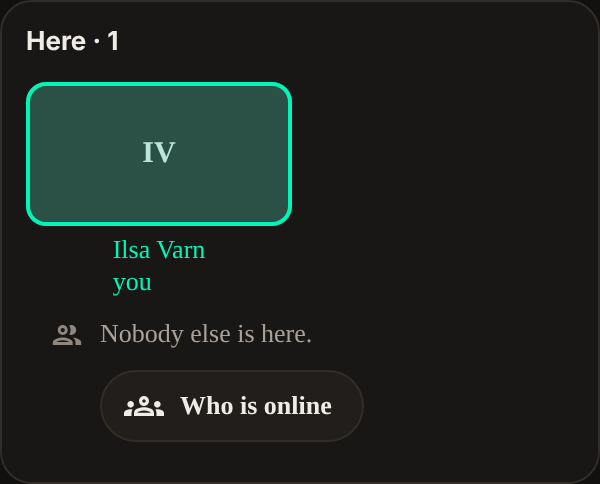 Here · 1
IV
Ilsa Varn
you
Nobody else is here.
Who is online